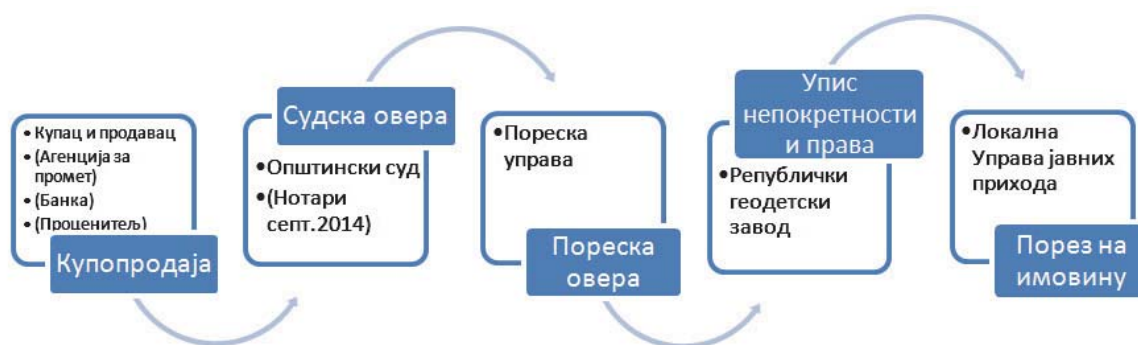 • Купац и продавац
• (Агенција за
промет)
• (Банка)
• (Проценитељ)
Купопродаја
Судска овера
• Општински суд
• (Нотари
септ.2014)
• Пореска
управа
Пореска
овера
Упис
непокретности
и права
• Републички
геодетски
завод
• Локална
Управа јавних
прихода
Порез на
имовину